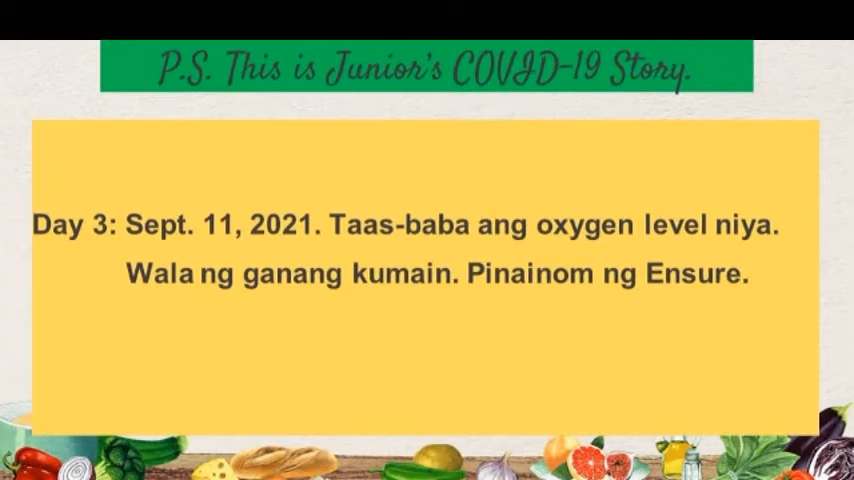 P.S. This is Junior's COVID-19 Story.
Day 3: Sept. 11, 2021. Taas-baba ang oxygen level niya.
Wala ng ganang kumain. Pinainom ng Ensure.